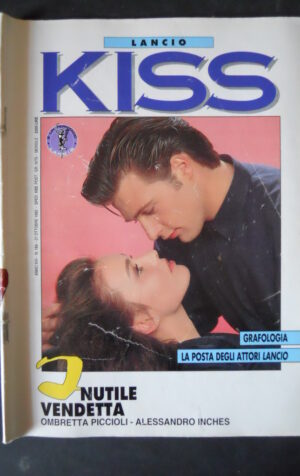 LANCIO
KISS
GRAFOLOGIA
LA POSTA DEGLI ATTORI LANCIO
INUTILE
VENDETTA
OMBRETTA PICCIOLI - ALESSANDRO INCHES